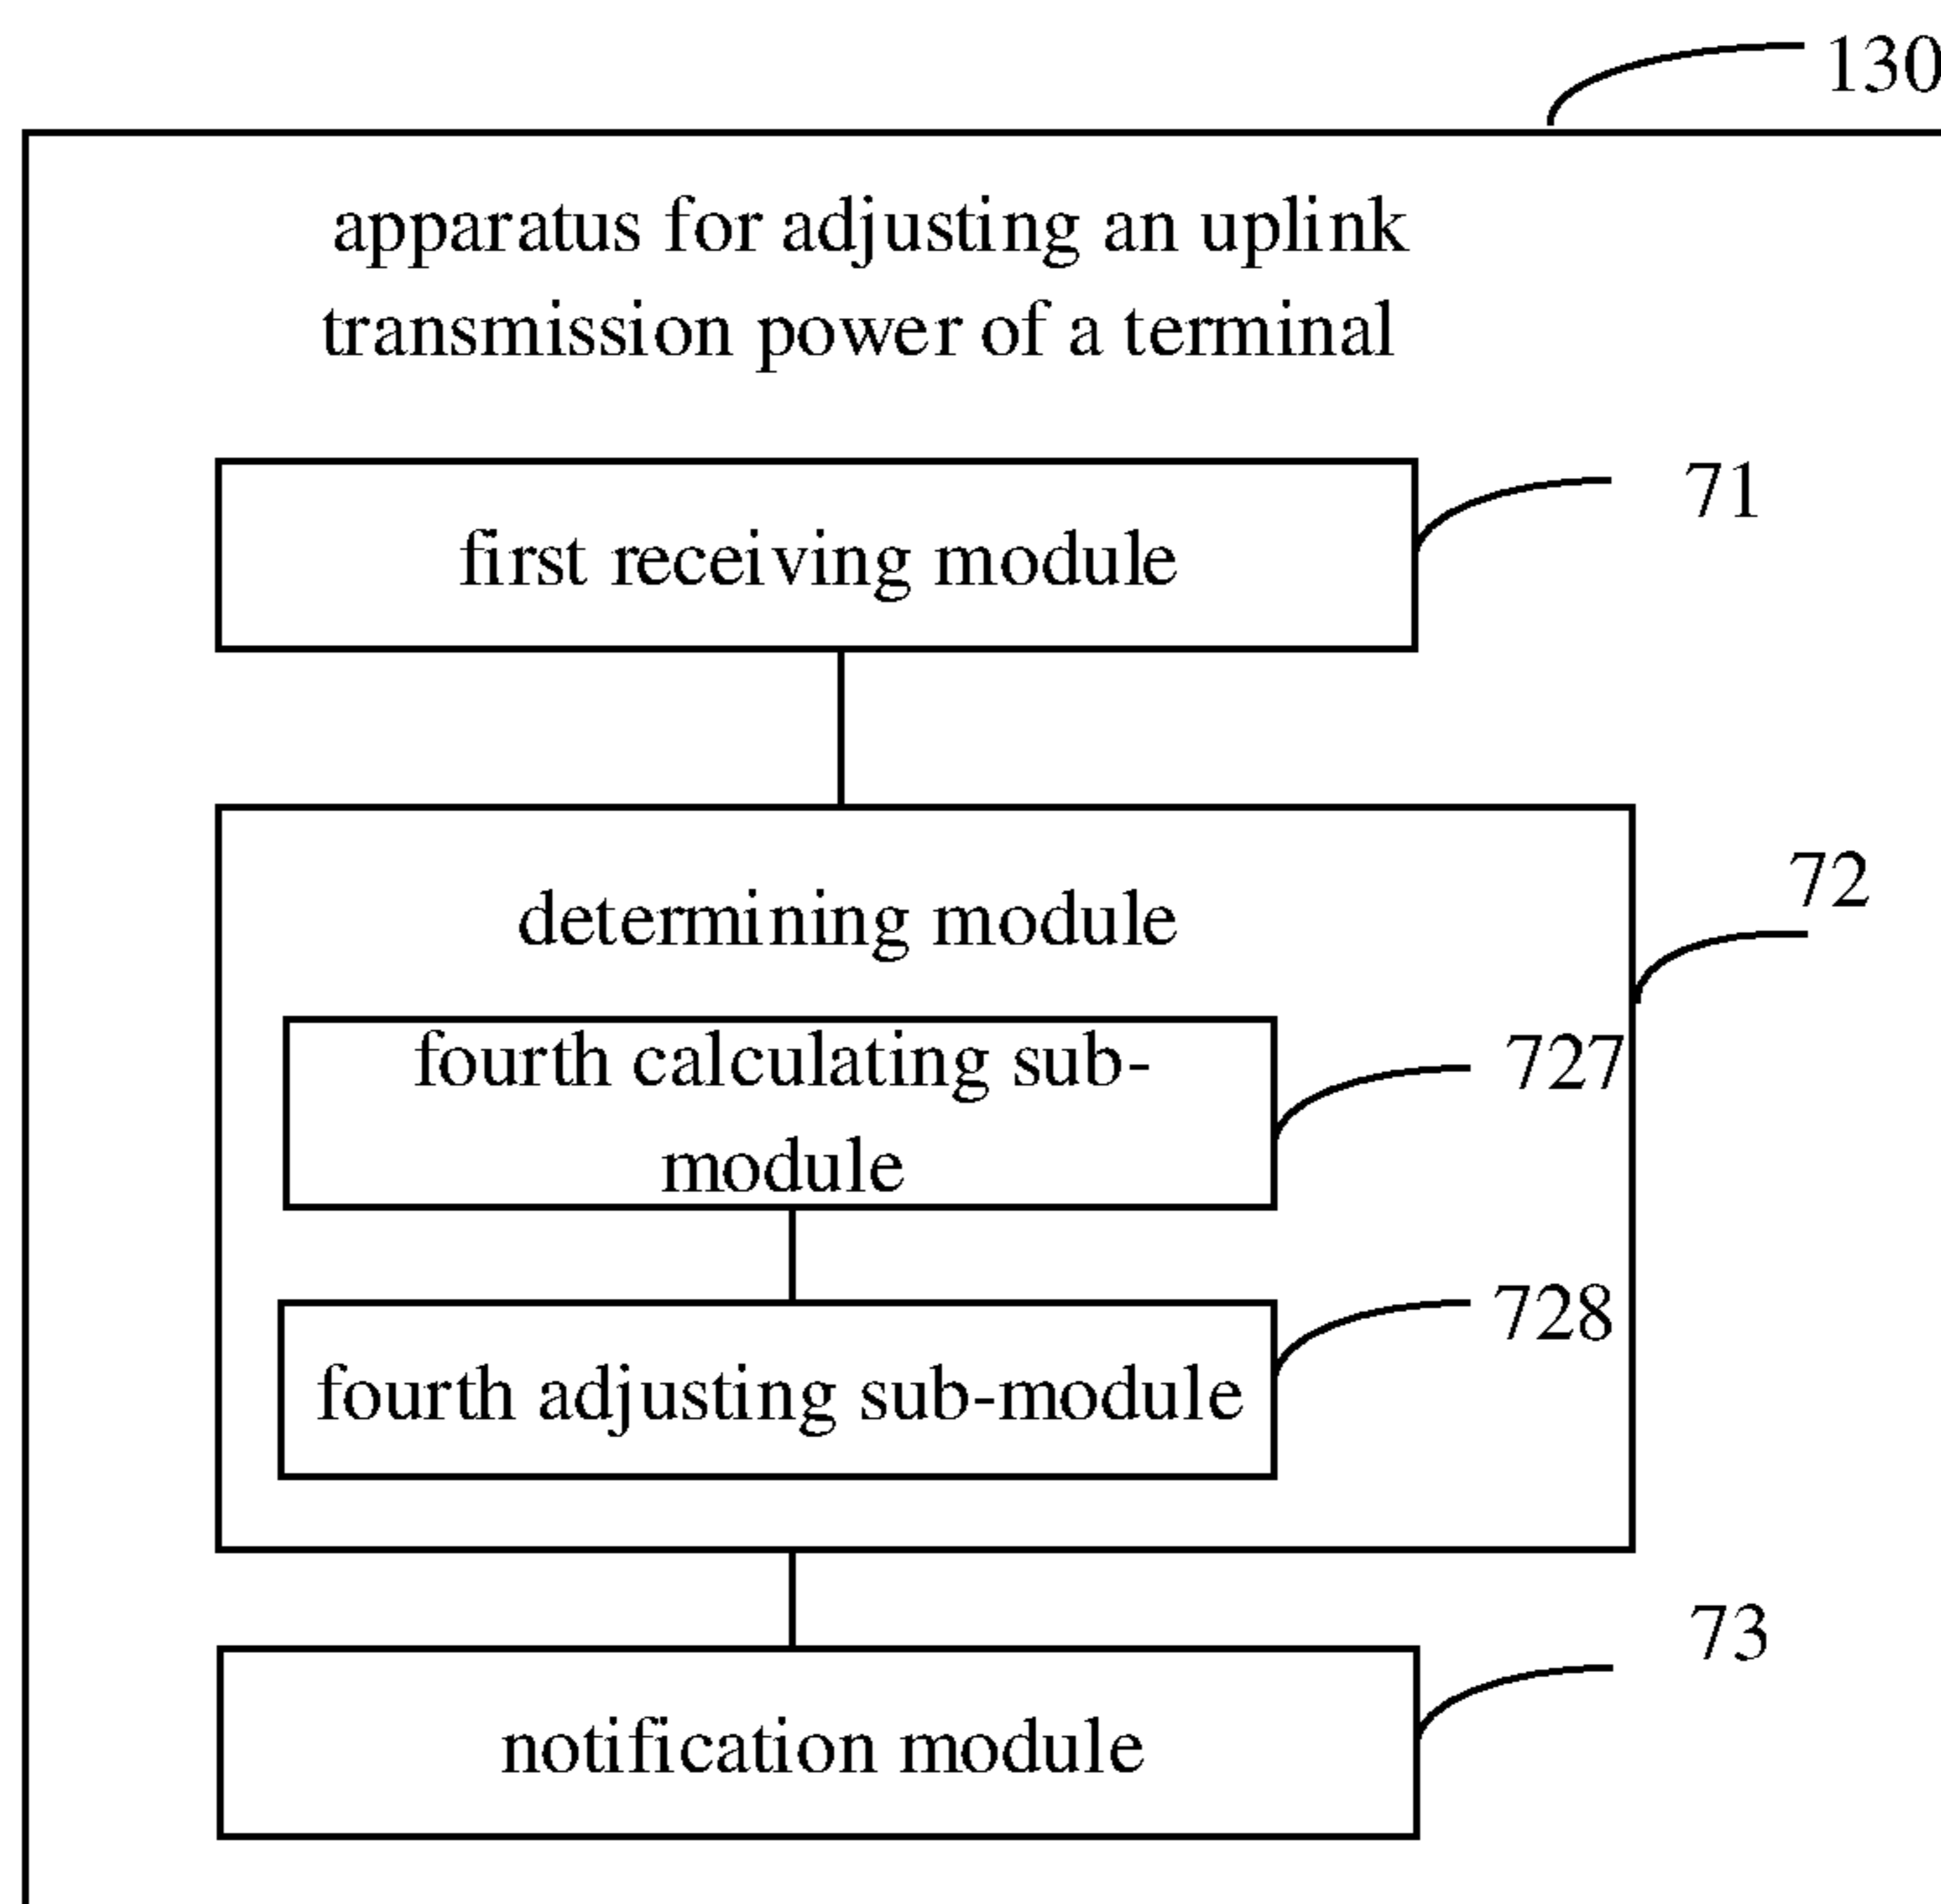 130
apparatus for adjusting an uplink
transmission power of a terminal
71
first receiving module
72
determining module
fourth calculating sub-
module
727
728
fourth adjusting sub-module
73
notification module